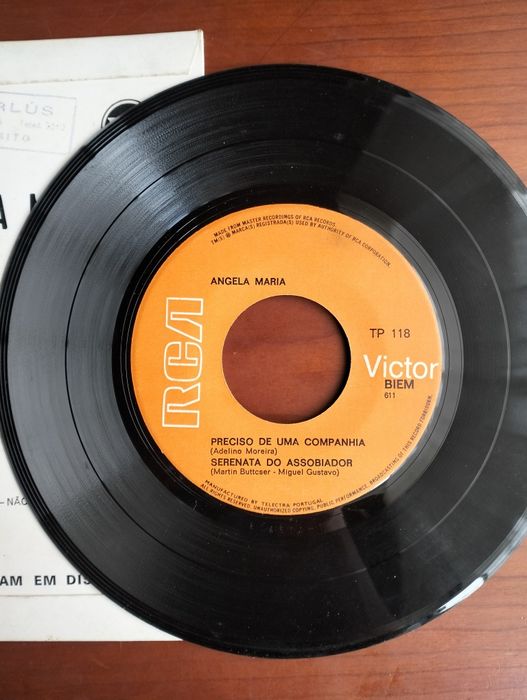 RLÚS
SITO
A
MADE FROM MASTER RECORDINGS OF RCA RECORDS
TM(S) ® MARCA(S) REGISTRADA(S) USED BY AUTHORITY OF RCA CORPORATION
ANGELA MARIA
TP 118
RCA
Victor
BIEM
611
PRECISO DE UMA COMPANHIA
(Adelino Moreira)
SERENATA DO ASSOBIADOR
(Martin Buttcser - Miguel Gustavo)
MANUFACTURED BY TELECTRA PORTUGAL
ALL RIGHTS RESERVED. UNAUTHORIZED COPYING, PUBLIC PERFORMANCE, BROADCASTING OF THIS RECORD FORBIDDEN.
-NÃO
AM EM DIS